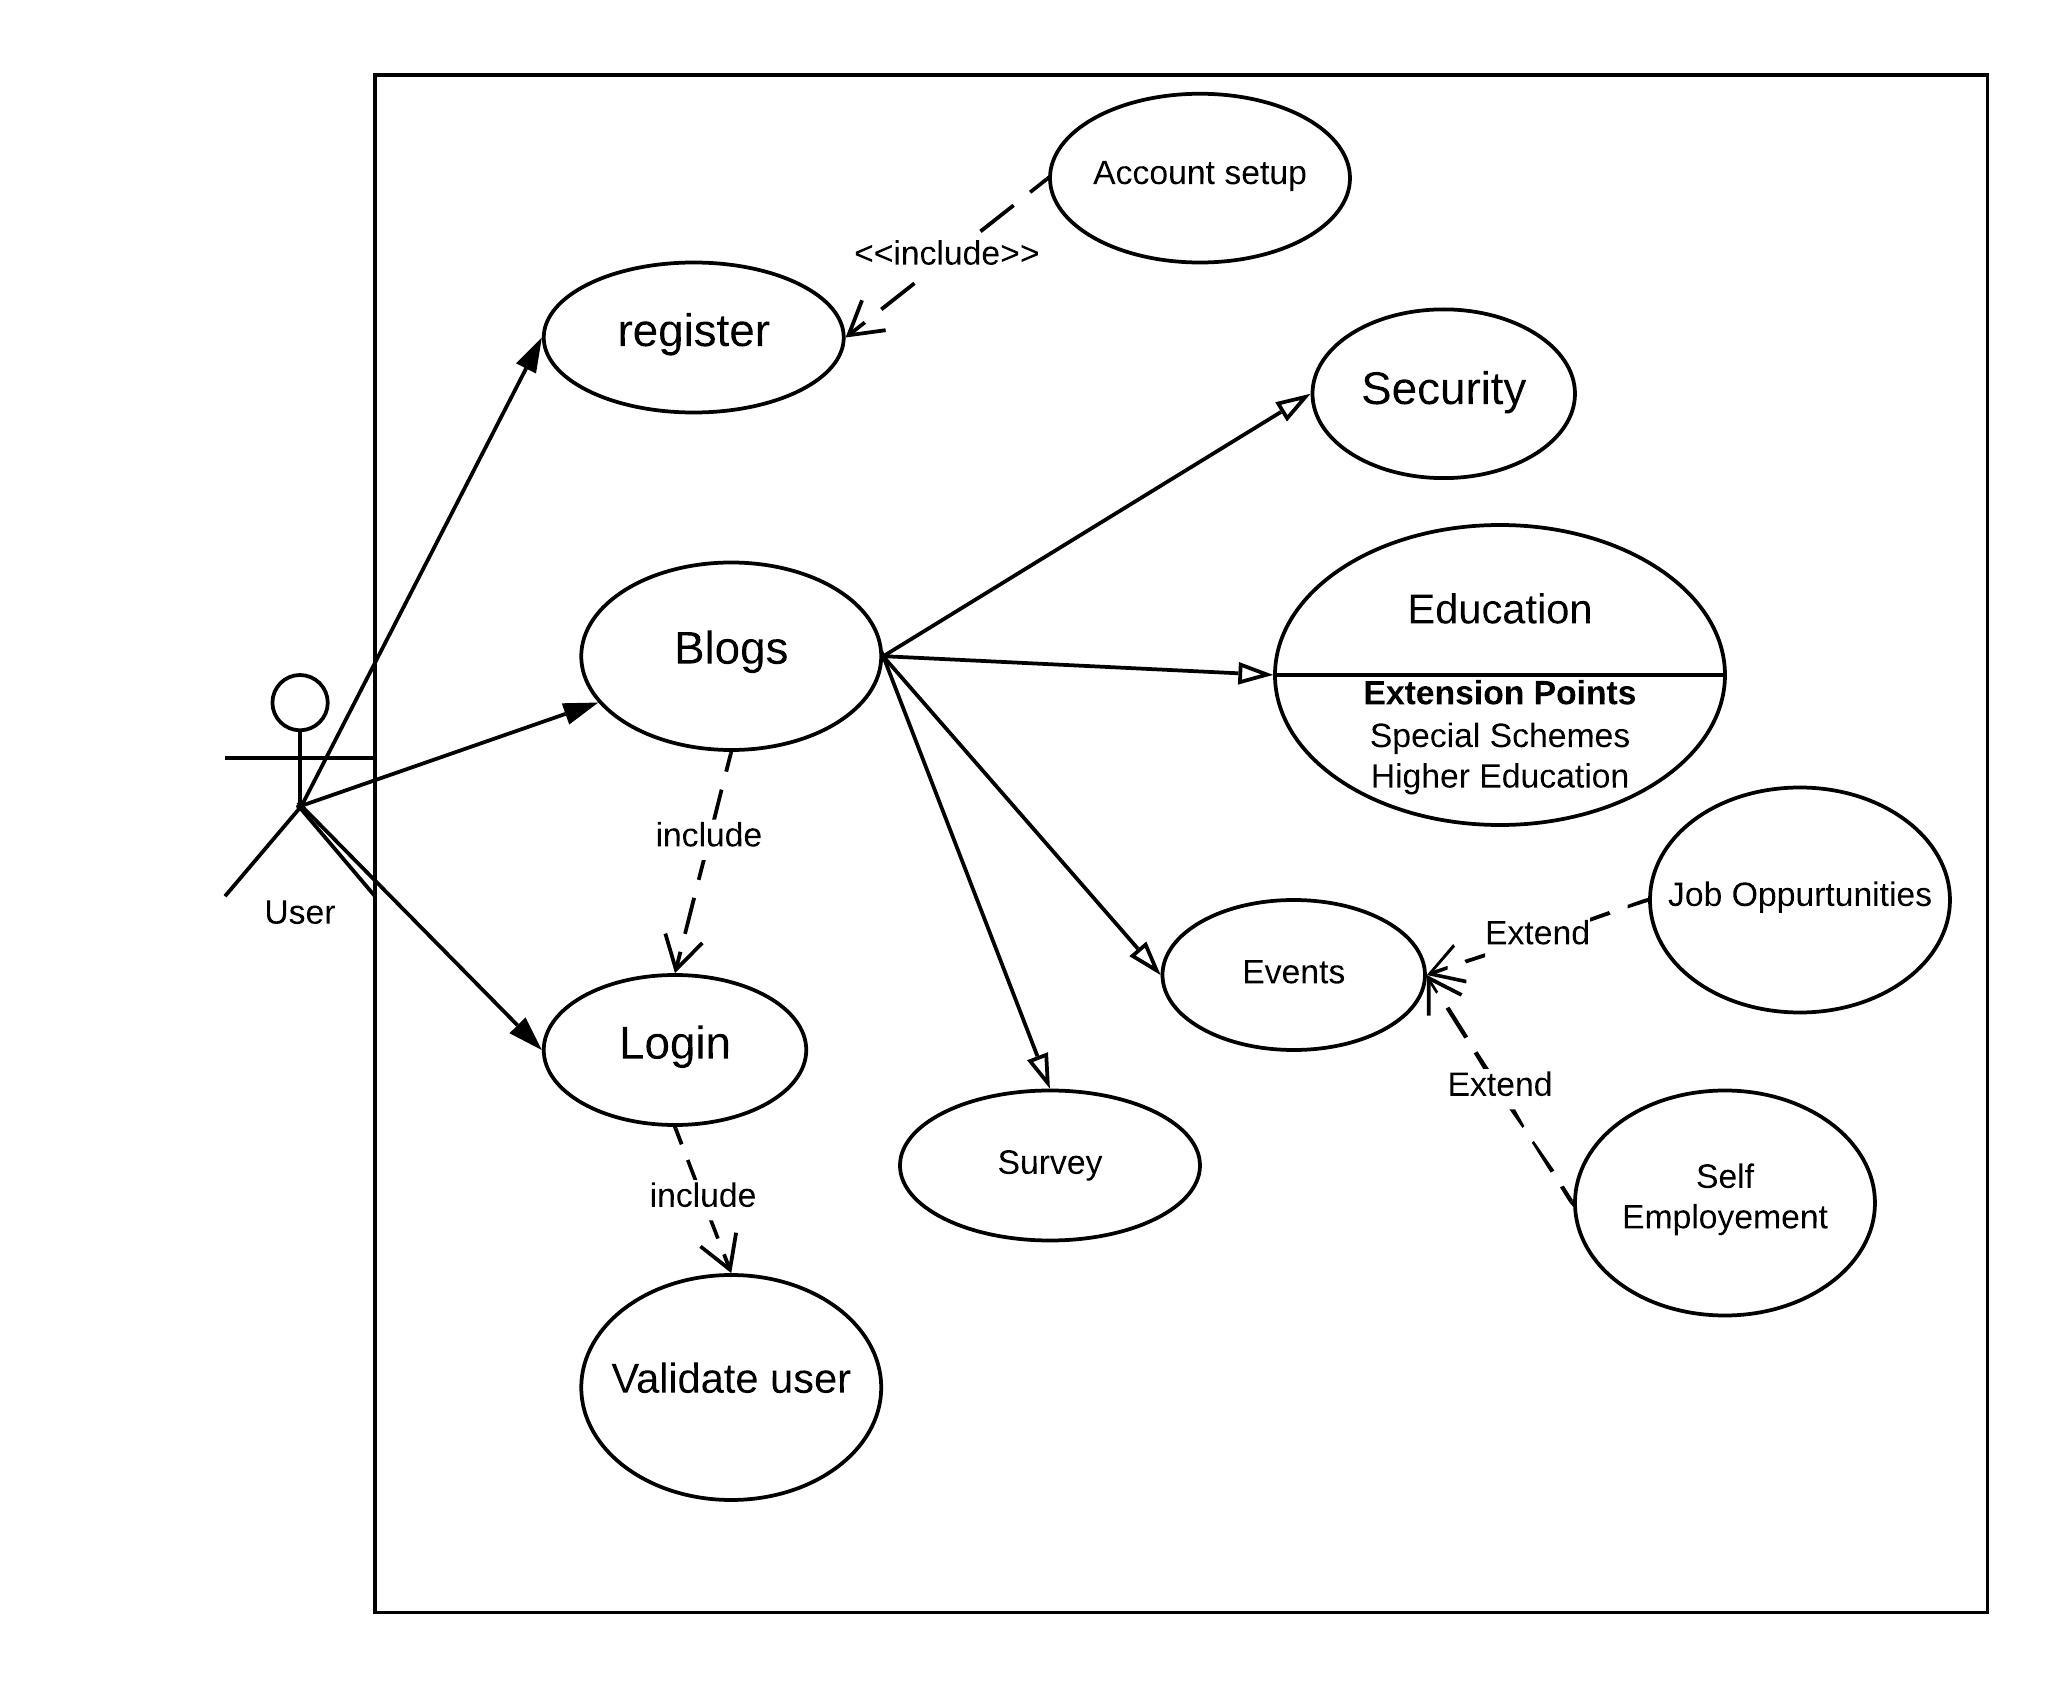 Account setup
<<include>>
register
Security
Education
Blogs
Extension Points
Special Schemes
Higher Education
include
Job Oppurtunities
User
Extend
Events
Login
Extend
Survey
Self
Employement
include
Validate user